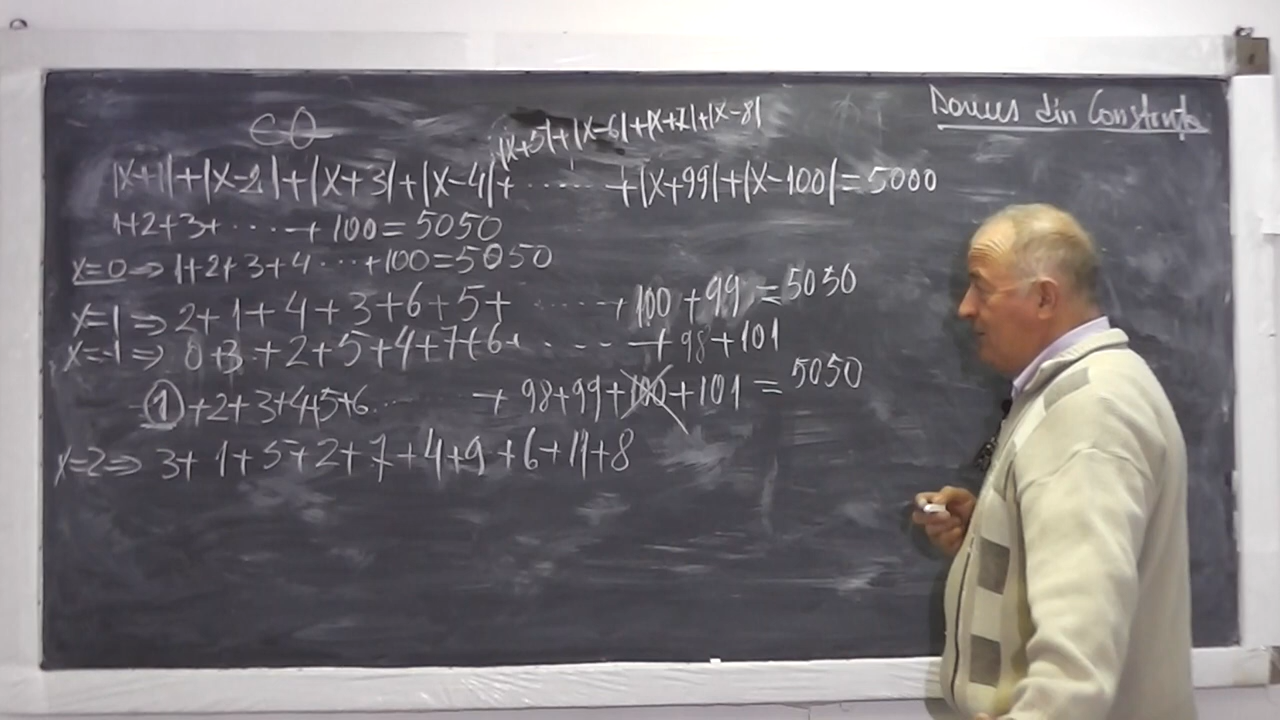 Domus din Constanța
|x+5|+|x-6|+|x+7|+|x-8|
|x+1|+|x-2|+|x+3|+|x-4|+ ...... +|x+99|+|x-100|=5000
1+2+3+ ..... + 100=5050
x=0⇒ 1+2+3+4 ... +100=5050
x=1 ⇒ 2+1+4+3+6+5+ ...... + 100+99 =5050
x=-1 ⇒ 0+3+2+5+4+7+6+ .... + 98+101
1+2+3+4+5+6 ..... + 98+99+100+101 = 5050
x=2⇒ 3+1+5+2+7+4+9+6+11+8